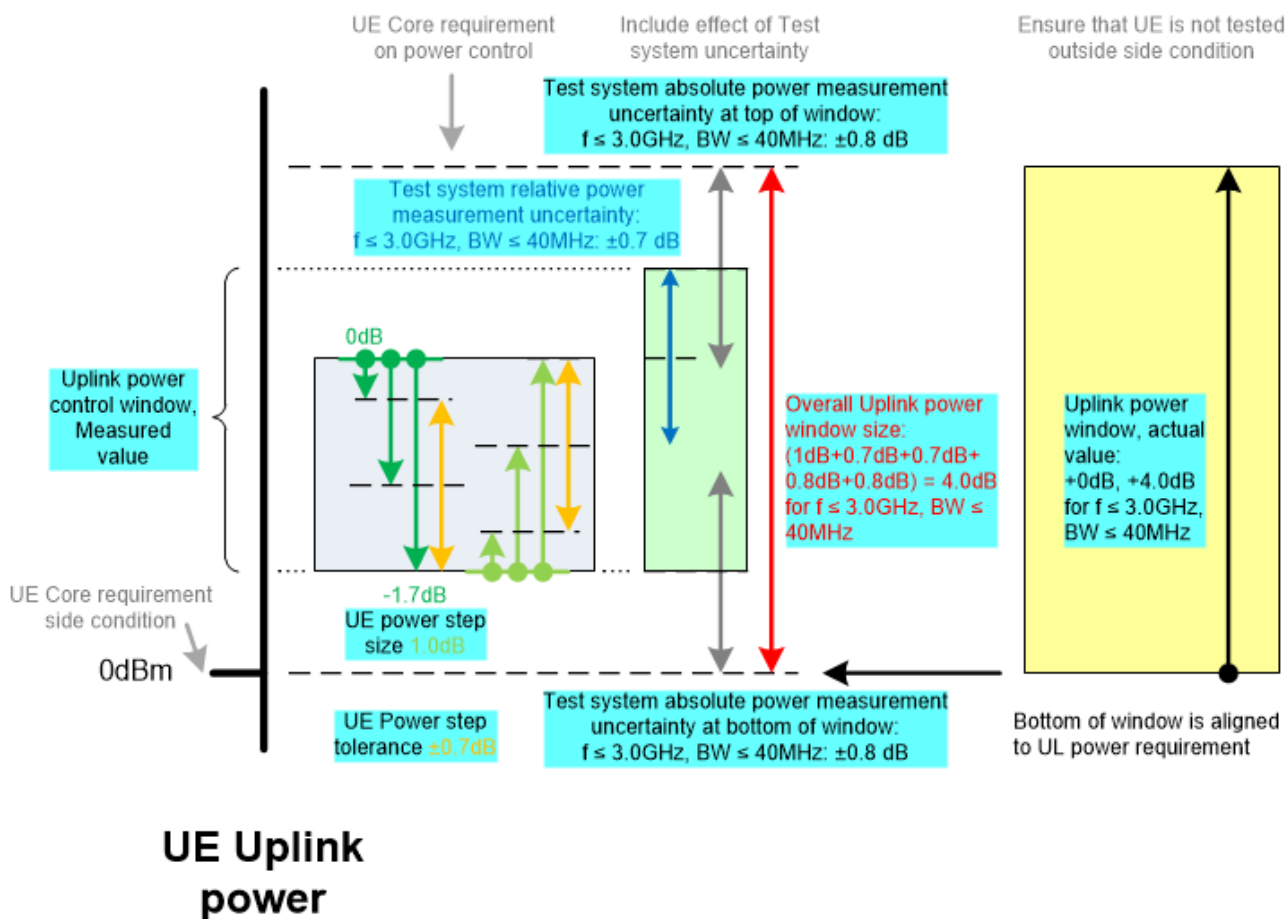 UE Core requirement
on power control
Include effect of Test
system uncertainty
Ensure that UE is not tested
outside side condition
Test system absolute power measurement
uncertainty at top of window:
f ≤ 3.0GHz, BW ≤ 40MHz: ±0.8 dB
Test system relative power
measurement uncertainty:
f ≤ 3.0GHz, BW ≤ 40MHz: ±0.7 dB
0dB
Uplink power
control window,
Measured
value
Overall Uplink power
window size:
(1dB+0.7dB+0.7dB+
0.8dB+0.8dB) = 4.0dB
for f ≤ 3.0GHz, BW ≤
40MHz
Uplink power
window, actual
value:
+0dB, +4.0dB
for f ≤ 3.0GHz,
BW ≤ 40MHz
-1.7dB
UE Core requirement
side condition
UE power step
size 1.0dB
0dBm
UE Power step
tolerance ±0.7dB
Test system absolute power measurement
uncertainty at bottom of window:
f ≤ 3.0GHz, BW ≤ 40MHz: ±0.8 dB
Bottom of window is aligned
to UL power requirement
UE Uplink
power